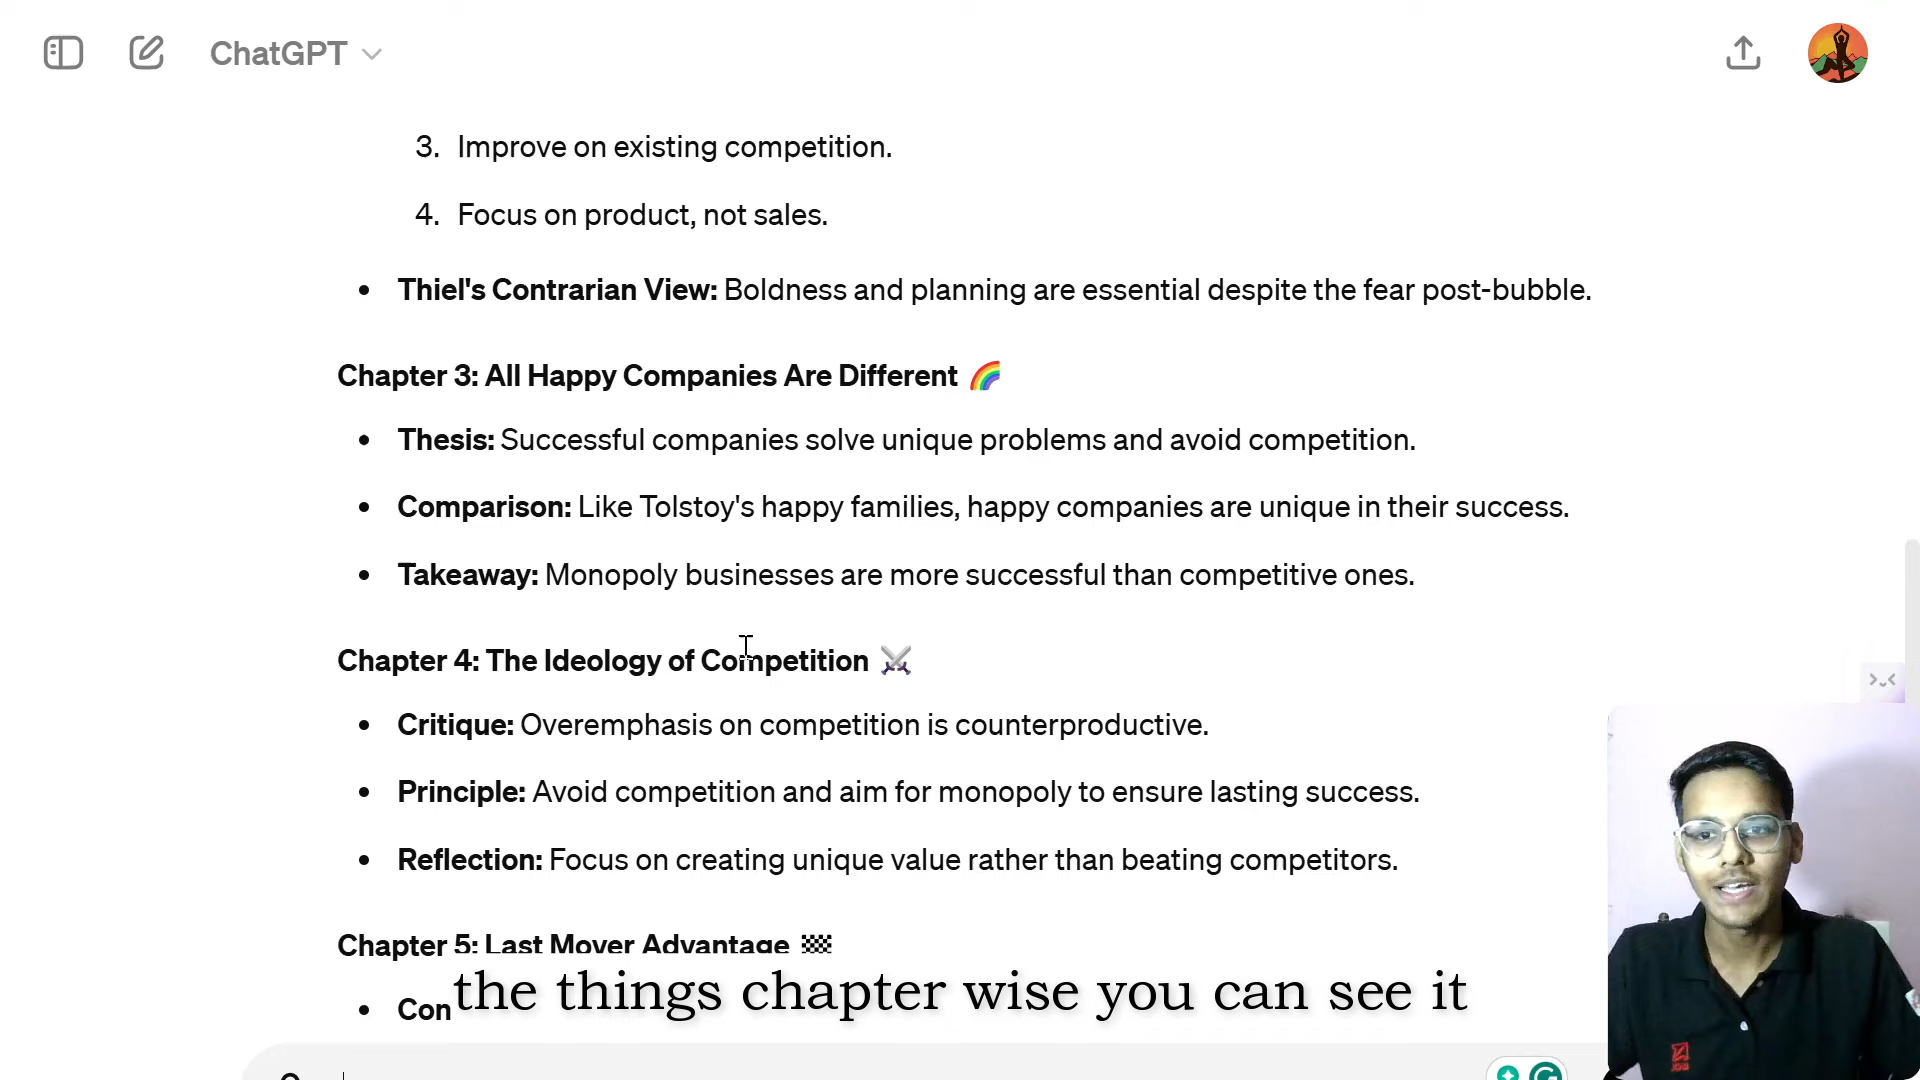 ChatGPT
3. Improve on existing competition.
4. Focus on product, not sales.
• Thiel's Contrarian View: Boldness and planning are essential despite the fear post-bubble.
Chapter 3: All Happy Companies Are Different 🌈
• Thesis: Successful companies solve unique problems and avoid competition.
• Comparison: Like Tolstoy's happy families, happy companies are unique in their success.
• Takeaway: Monopoly businesses are more successful than competitive ones.
Chapter 4: The Ideology of Competition ⚔️
• Critique: Overemphasis on competition is counterproductive.
• Principle: Avoid competition and aim for monopoly to ensure lasting success.
• Reflection: Focus on creating unique value rather than beating competitors.
Chapter 5: Last Mover Advantage 🏁
• Con
the things chapter wise you can see it